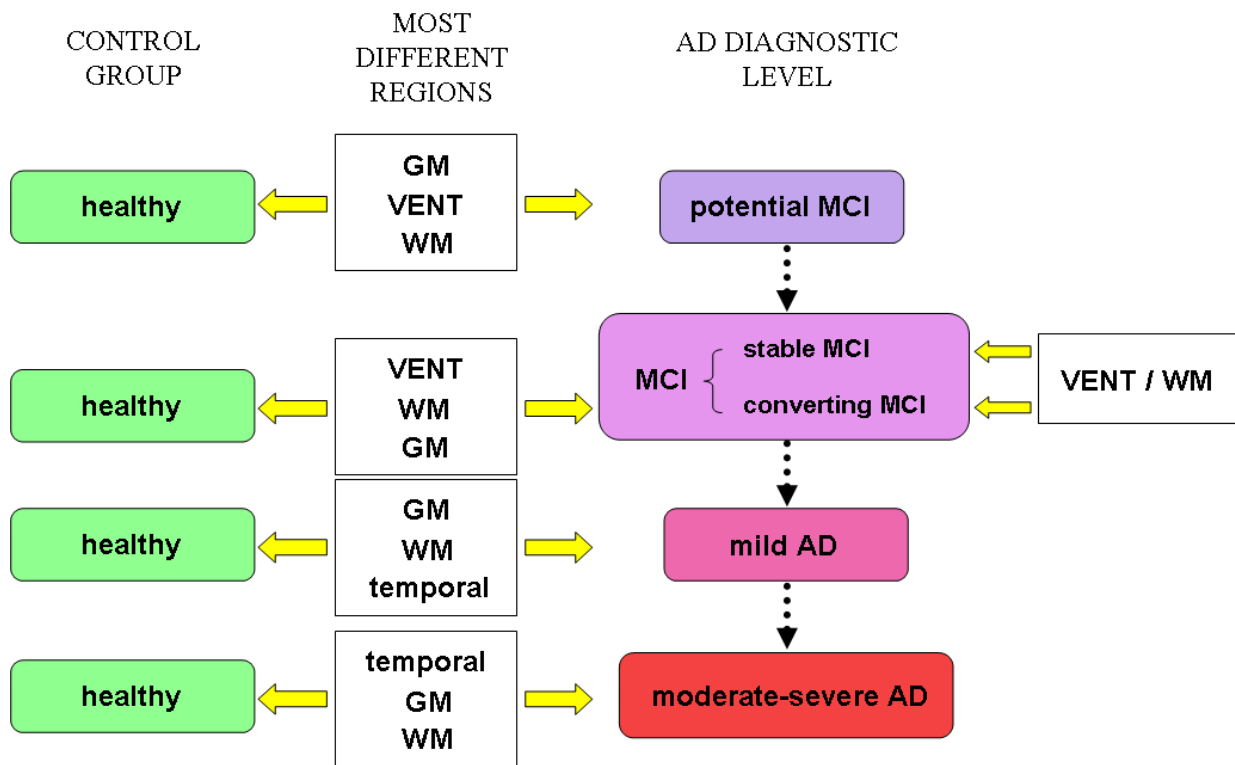 CONTROL
GROUP
MOST
DIFFERENT
REGIONS
AD DIAGNOSTIC
LEVEL
healthy
GM
VENT
WM
potential MCI
healthy
VENT
WM
GM
MCI
stable MCI
converting MCI
VENT / WM
healthy
GM
WM
temporal
mild AD
healthy
temporal
GM
WM
moderate-severe AD